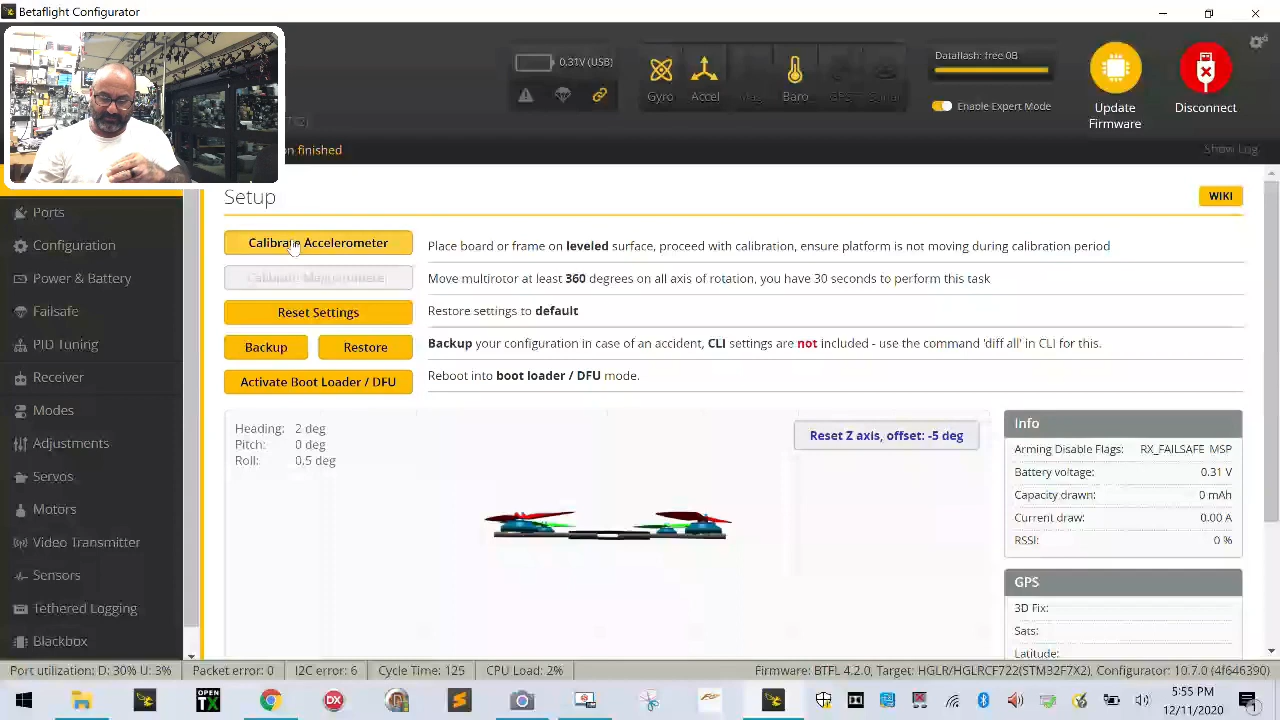 Betaflight Configurator
0.31V (USB)
Gyro
Accel
Mag
Baro
GPS
Sonar
Dataflash: free 0B
Enable Expert Mode
Update
Firmware
Disconnect
n finished
Show Log
Setup
WIKI
Ports
Configuration
Power & Battery
Failsafe
PID Tuning
Receiver
Modes
Adjustments
Servos
Motors
Video Transmitter
Sensors
Tethered Logging
Blackbox
Calibrate Accelerometer
Place board or frame on leveled surface, proceed with calibration, ensure platform is not moving during calibration period
Calibrate Magnetometer
Move multirotor at least 360 degrees on all axis of rotation, you have 30 seconds to perform this task
Reset Settings
Restore settings to default
Backup
Restore
Backup your configuration in case of an accident, CLI settings are not included - use the command 'diff all' in CLI for this.
Activate Boot Loader / DFU
Reboot into boot loader / DFU mode.
Heading: 2 deg
Pitch: 0 deg
Roll: 0.5 deg
Reset Z axis, offset: -5 deg
Info
Arming Disable Flags: RX_FAILSAFE MSP
Battery voltage: 0.31 V
Capacity drawn: 0 mAh
Current draw: 0.00 A
RSSI: 0 %
GPS
3D Fix:
Sats:
Latitude:
Port utilization: D: 30% U: 3%
Packet error: 0
I2C error: 6
Cycle Time: 125
CPU Load: 2%
Firmware: BTFL 4.2.0, Target: HGLR/HGLRCF722(STM32F7X2), Configurator: 10.7.0 (4f646390)
OPEN
TX
DX
5:55 PM
12/11/2020